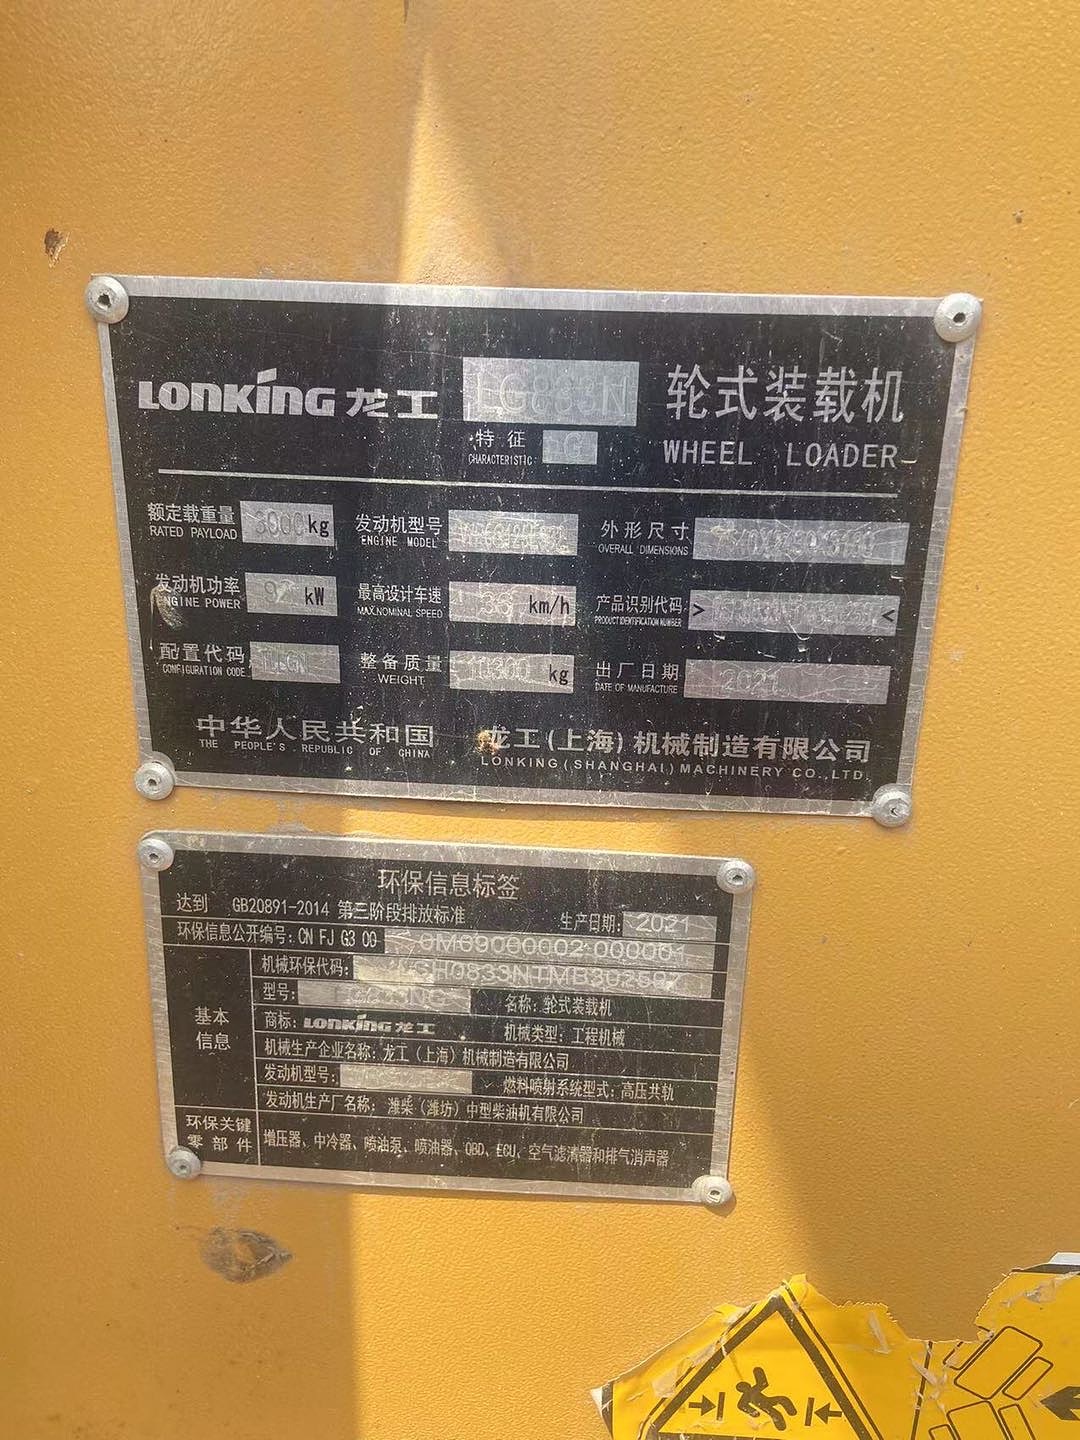 LONKING 龙工 LG833N 轮式装载机
特征
CHARACTERISTIC
WHEEL LOADER
额定载重量 3000kg 发动机型号 外形尺寸
RATED PAYLOAD ENGINE MODEL OVERALL DIMENSIONS
发动机功率 92 kW 最高设计车速 36 km/h 产品识别代码 > <
ENGINE POWER MAX.NOMINAL SPEED PRODUCT IDENTIFICATION NUMBER
配置代码 整备质量 10300 kg 出厂日期 2021
CONFIGURATION CODE WEIGHT DATE OF MANUFACTURE
中华人民共和国 龙工(上海)机械制造有限公司
THE PEOPLE'S REPUBLIC OF CHINA LONKING(SHANGHAI)MACHINERY CO.,LTD.
环保信息标签
达到 GB20891-2014 第三阶段排放标准 生产日期: 2021
环保信息公开编号: CN FJ G3 00 0M69000002 000001
机械环保代码:
型号: 名称: 轮式装载机
基本信息
商标: LONKING 龙工 机械类型: 工程机械
机械生产企业名称: 龙工(上海)机械制造有限公司
发动机型号: 燃料喷射系统型式: 高压共轨
发动机生产厂名称: 潍柴(潍坊)中型柴油机有限公司
环保关键零部件 增压器、中冷器、喷油泵、喷油器、OBD、ECU、空气滤清器和排气消声器